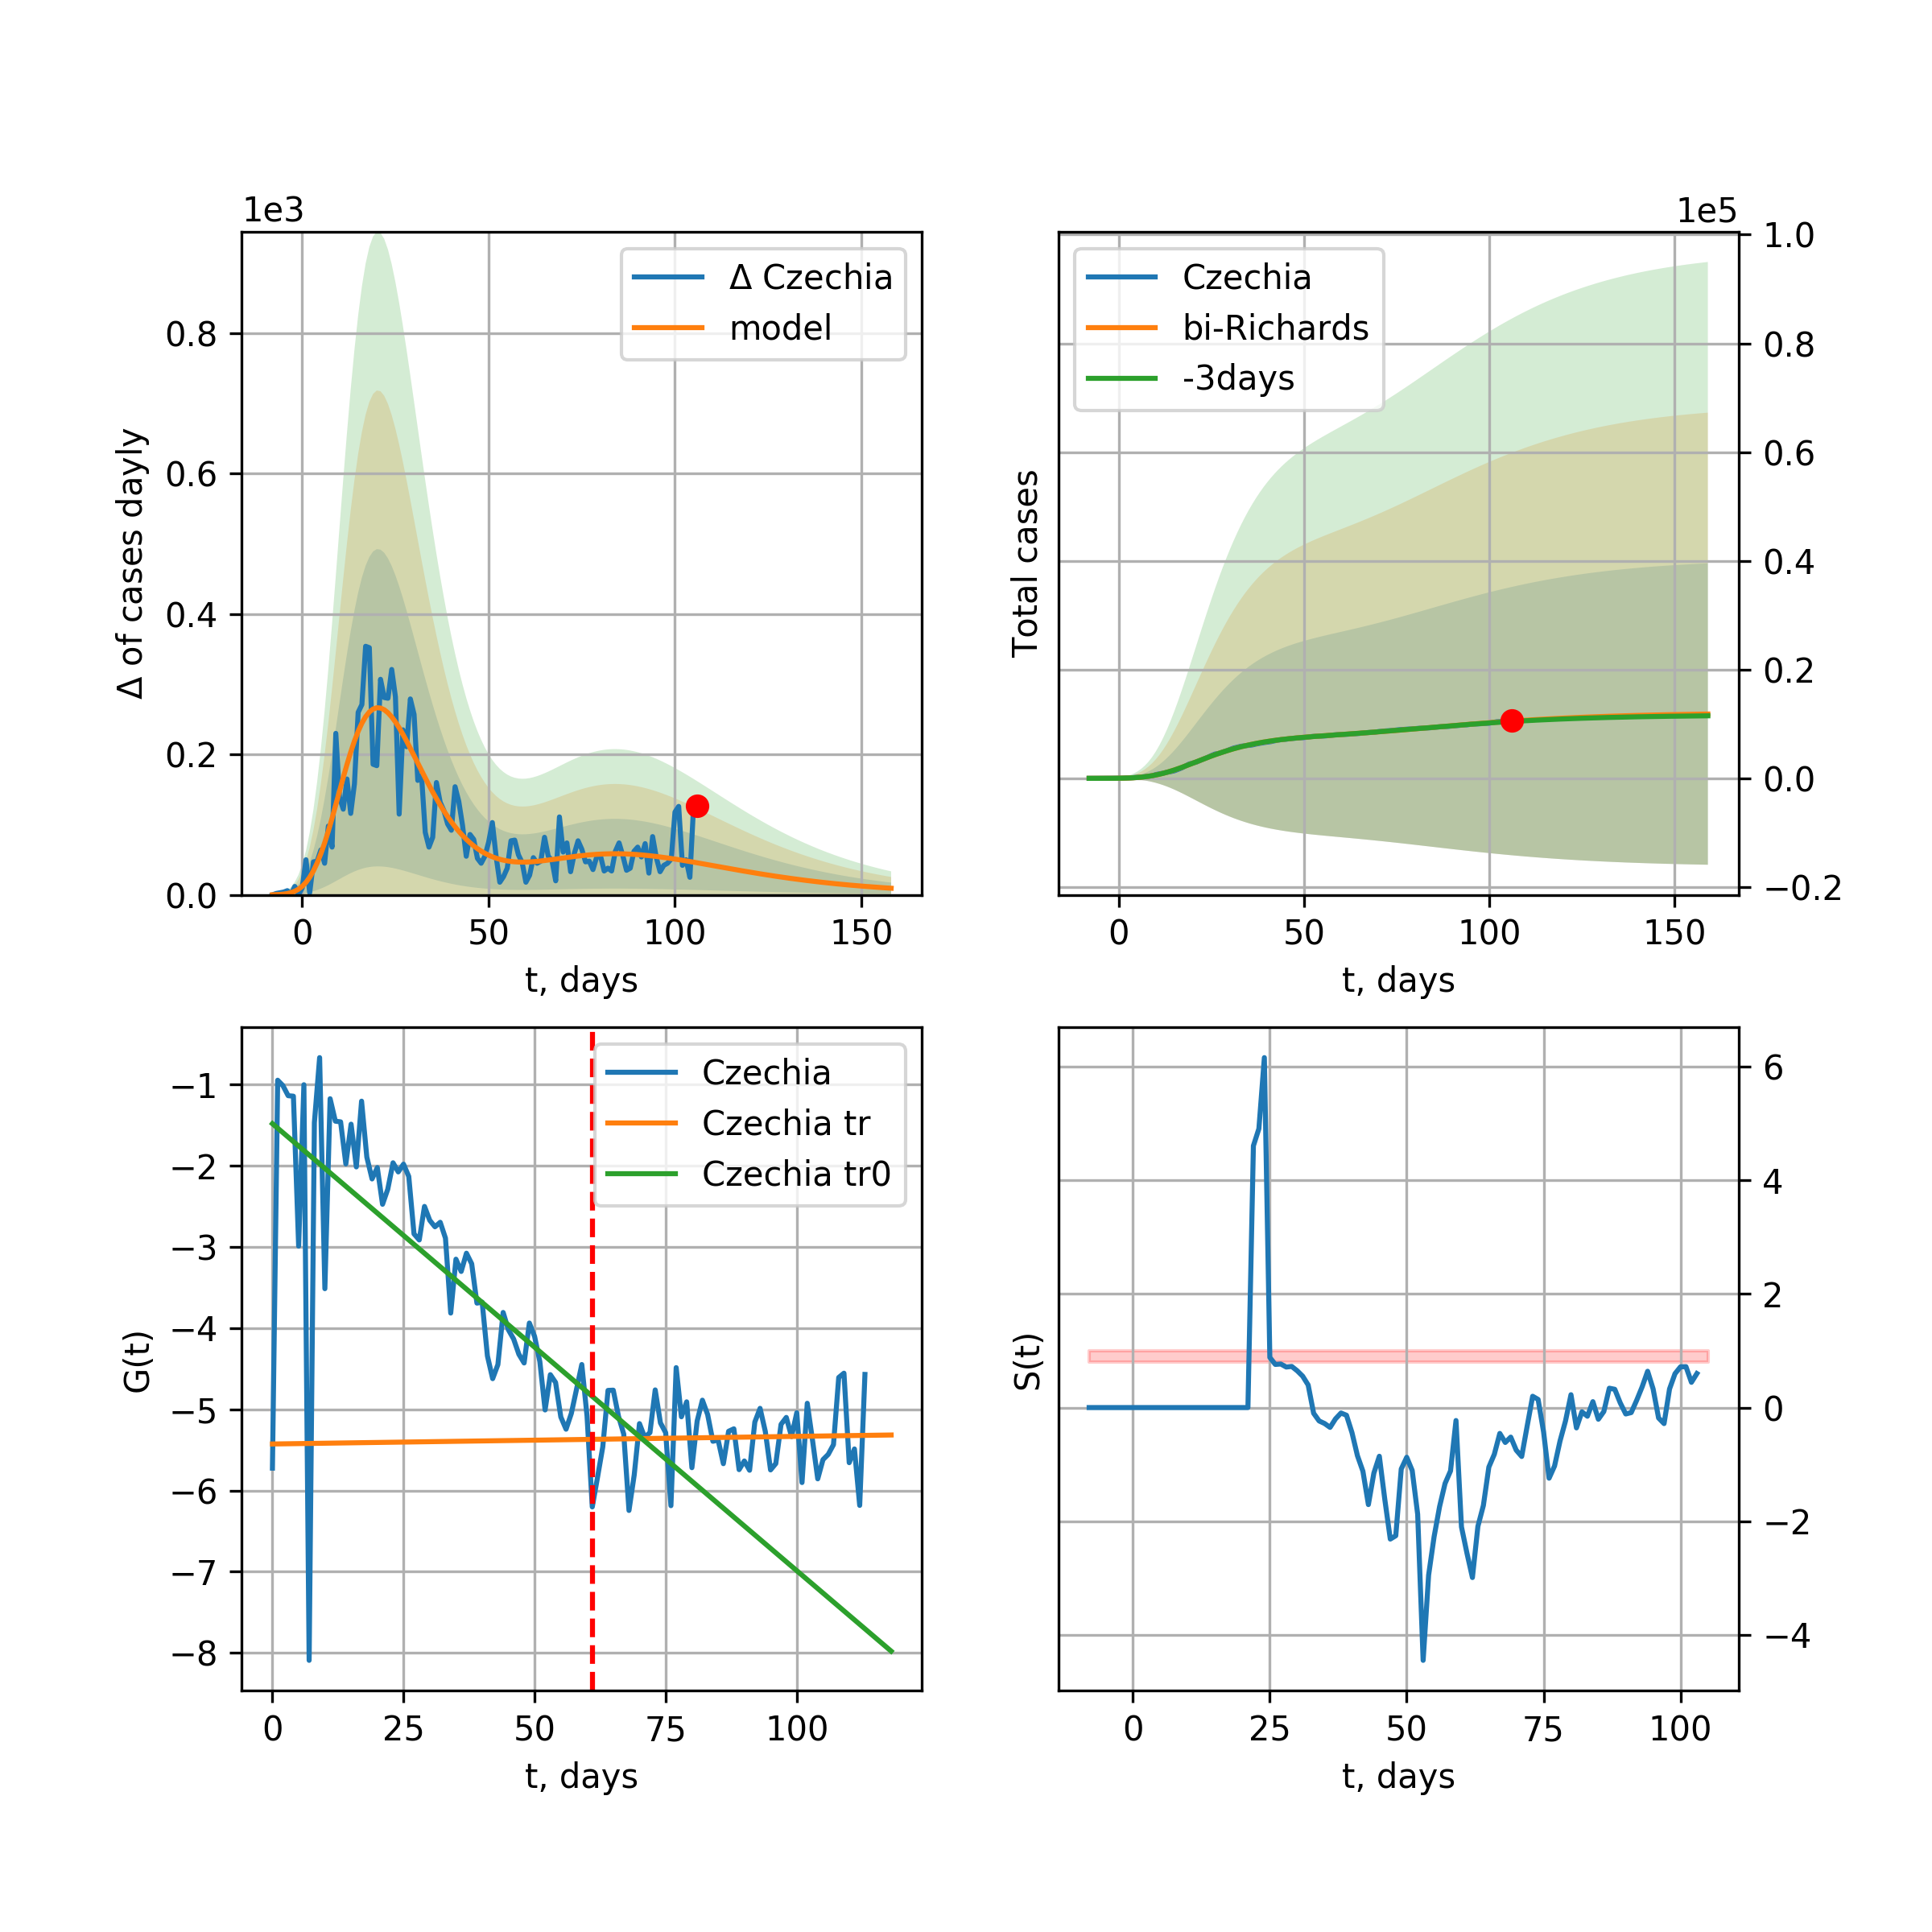 1e3
Δ of cases dayly
0.8
0.6
0.4
0.2
0.0
Δ Czechia
model
0
50
100
150
t, days
1e5
Total cases
Czechia
bi-Richards
-3days
1.0
0.8
0.6
0.4
0.2
0.0
−0.2
0
50
100
150
t, days
G(t)
−1
−2
−3
−4
−5
−6
−7
−8
Czechia
Czechia tr
Czechia tr0
0
25
50
75
100
t, days
S(t)
6
4
2
0
−2
−4
0
25
50
75
100
t, days